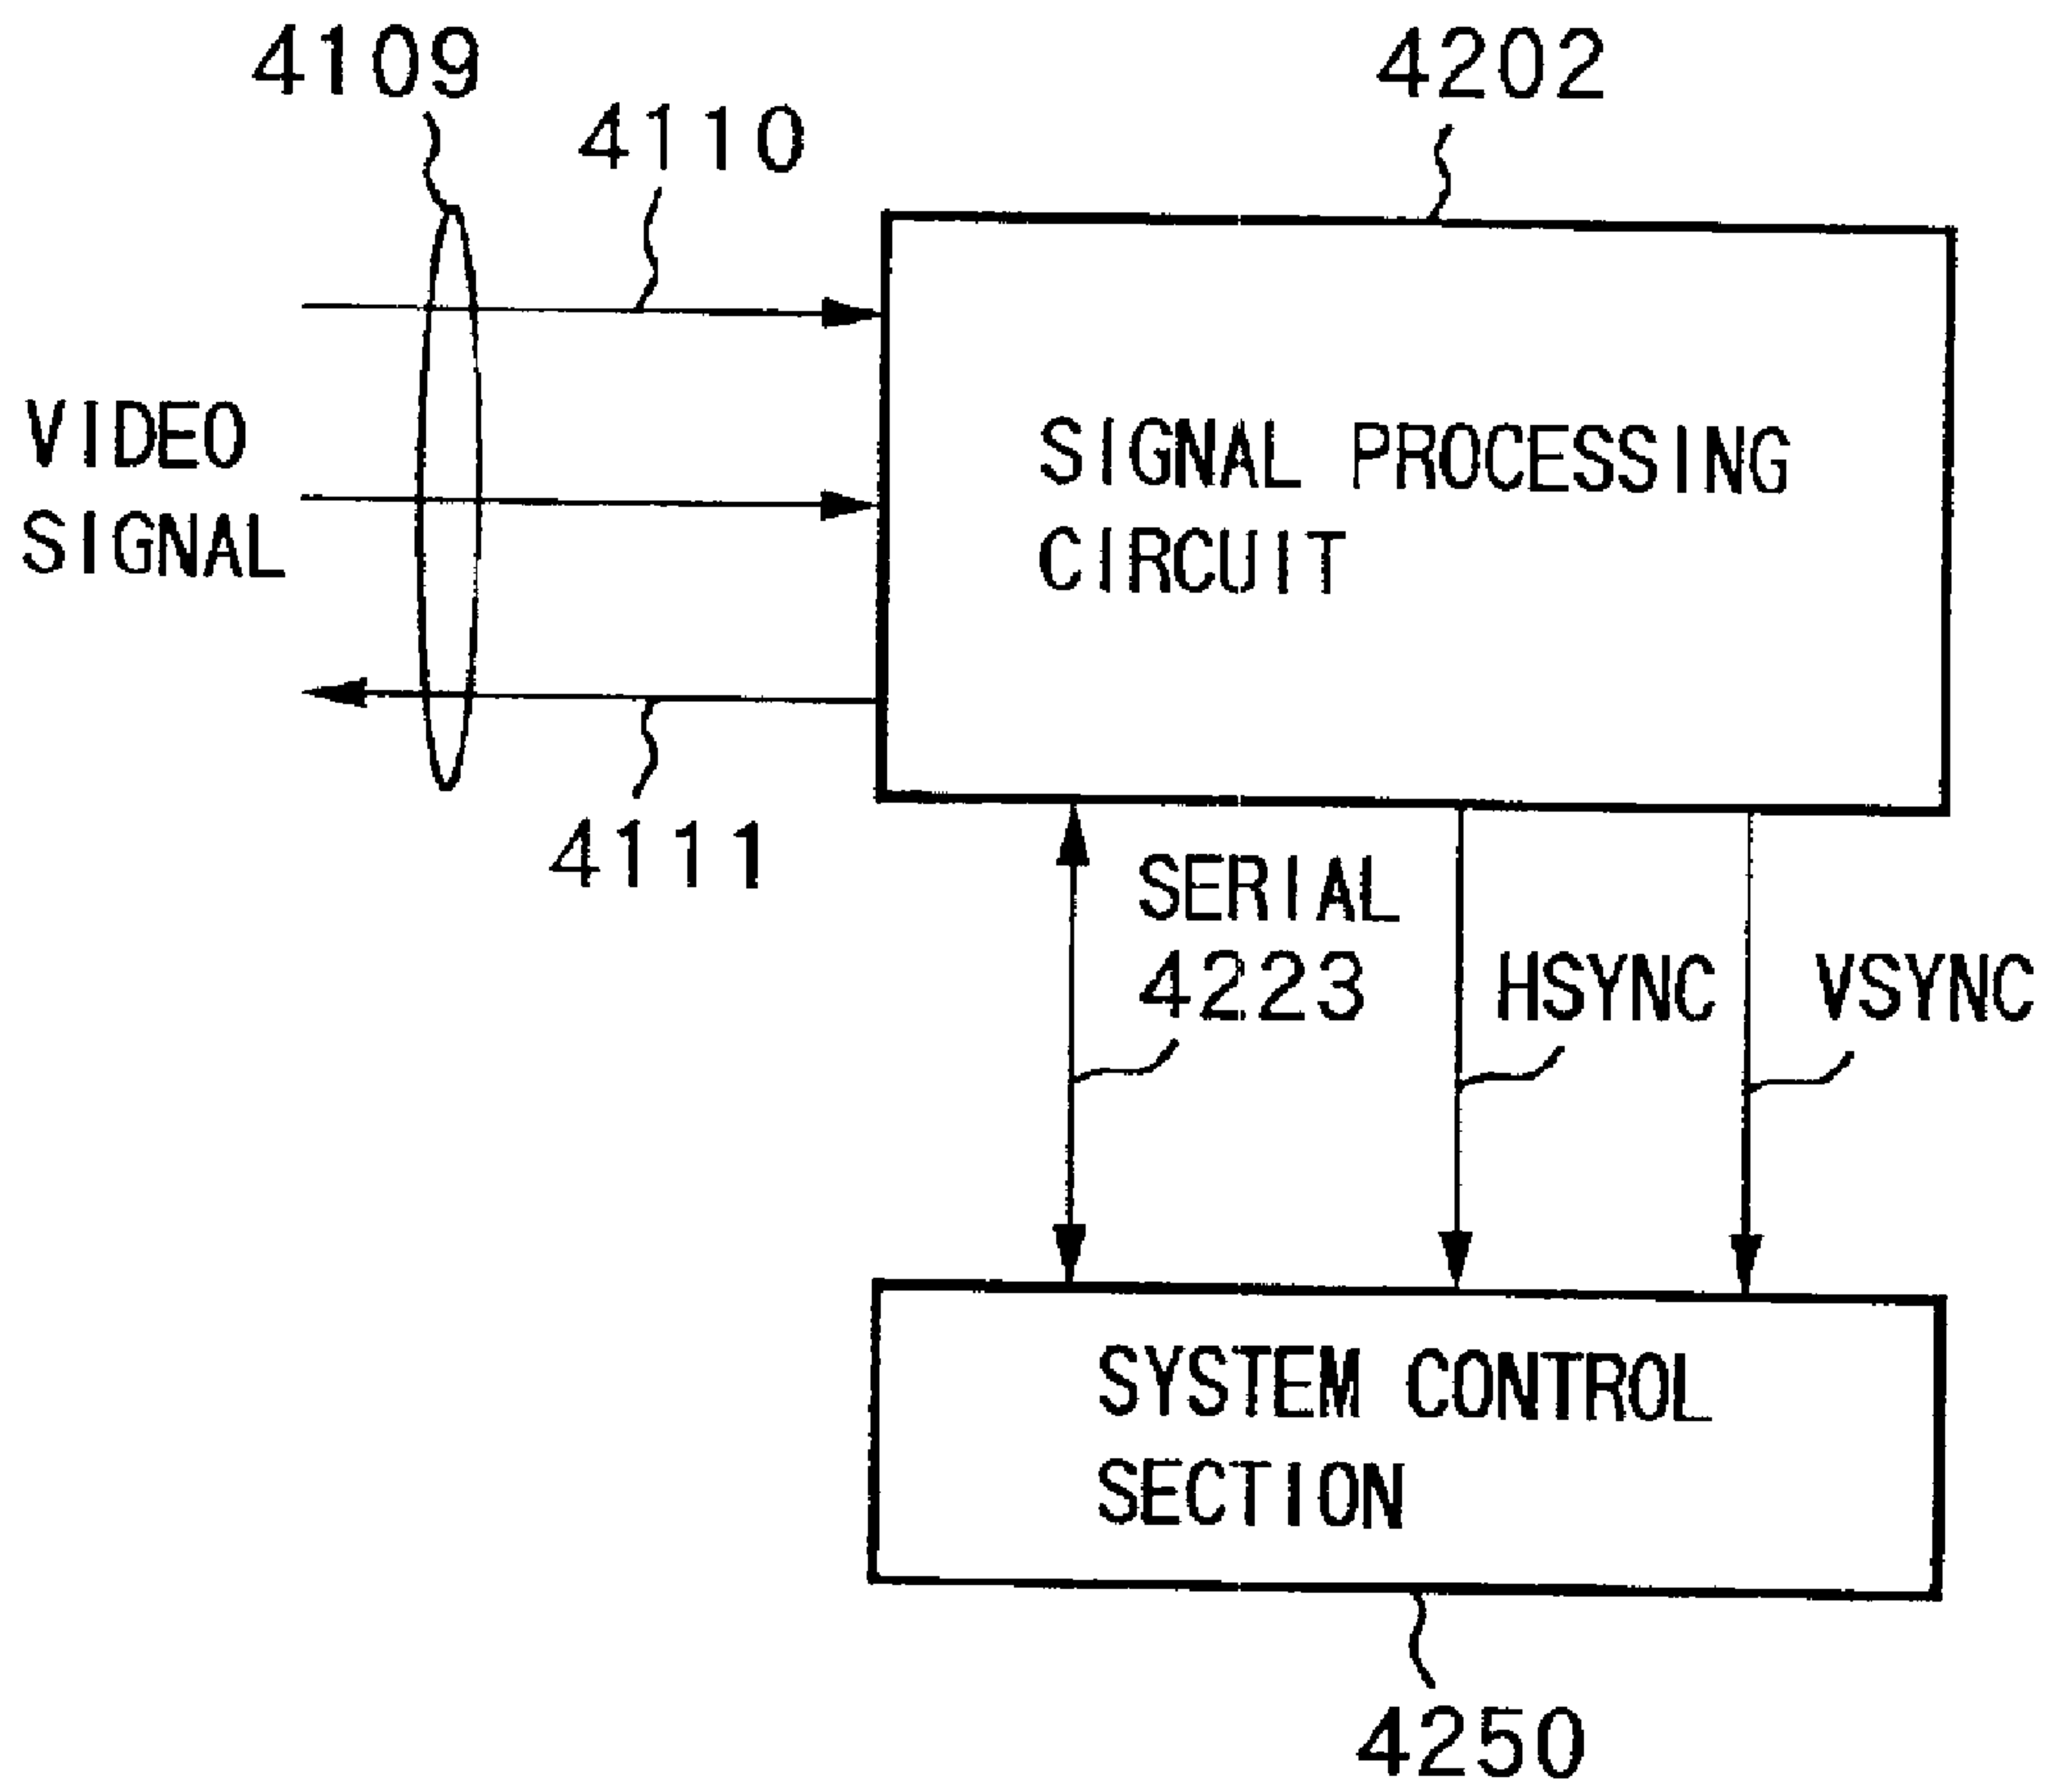 4109
4202
4110
VIDEO
SIGNAL
SIGNAL PROCESSING
CIRCUIT
4111
SERIAL
4223
HSYNC
VSYNC
SYSTEM CONTROL
SECTION
4250